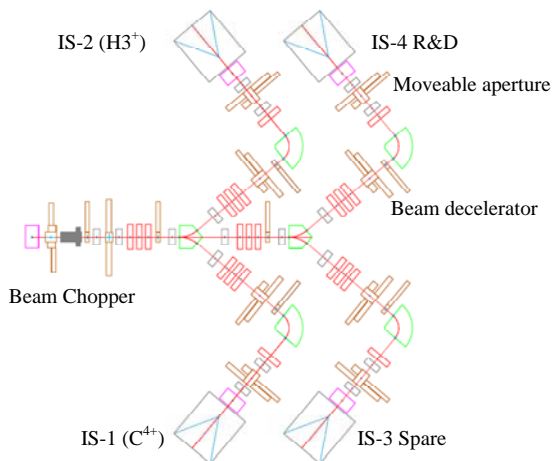 IS-2 (H3⁺)
IS-4 R&D
Moveable aperture
Beam decelerator
Beam Chopper
IS-1 (C⁴⁺)
IS-3 Spare